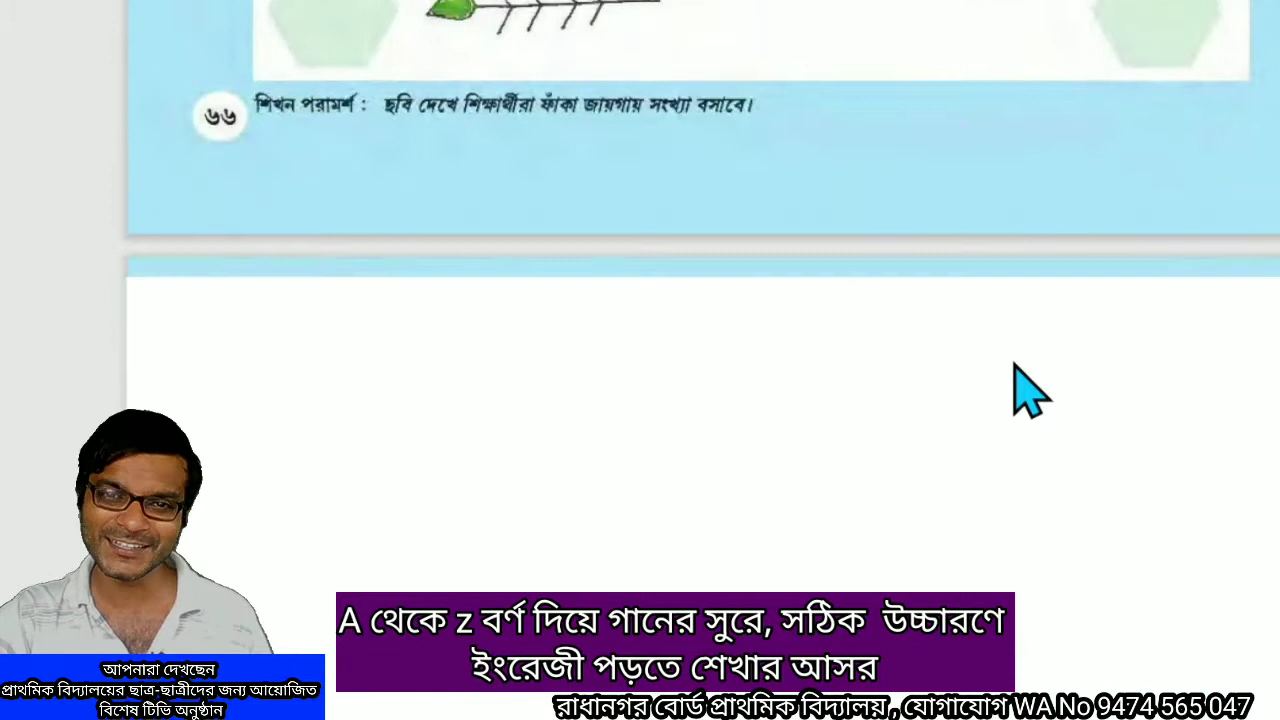 ৬৬
শিখন পরামর্শ : ছবি দেখে শিক্ষার্থীরা ফাঁকা জায়গায় সংখ্যা বসাবে।
A থেকে z বর্ণ দিয়ে গানের সুরে, সঠিক উচ্চারণে
ইংরেজী পড়তে শেখার আসর
আপনারা দেখছেন
প্রাথমিক বিদ্যালয়ের ছাত্র-ছাত্রীদের জন্য আয়োজিত
বিশেষ টিভি অনুষ্ঠান
রাধানগর বোর্ড প্রাথমিক বিদ্যালয় , যোগাযোগ WA No 9474 565 047